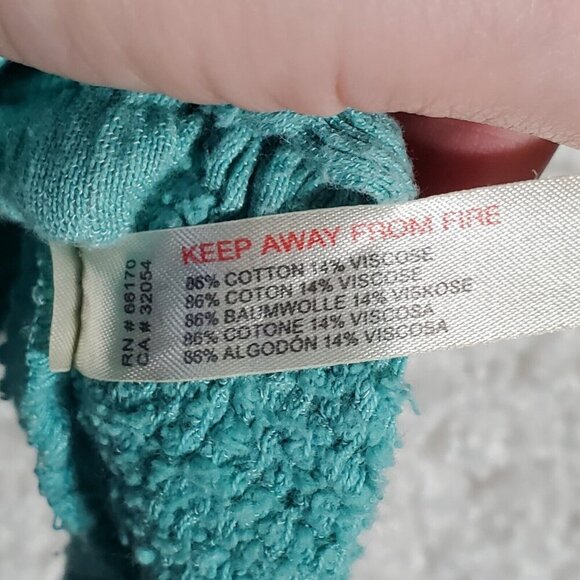 KEEP AWAY FROM FIRE
86% COTTON 14% VISCOSE
86% COTON 14% VISCOSE
86% BAUMWOLLE 14% VISKOSE
86% COTONE 14% VISCOSA
86% ALGODÓN 14% VISCOSA
RN # 66170
CA # 32054